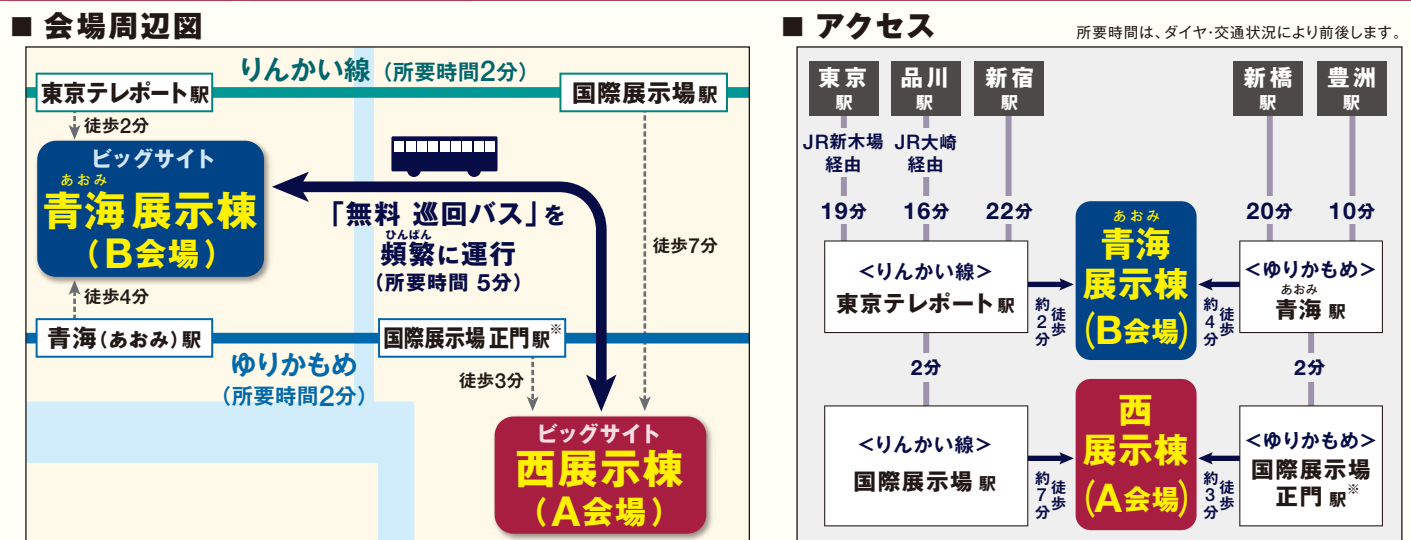 ■ 会場周辺図
りんかい線 (所要時間2分)
東京テレポート駅
国際展示場駅
徒歩2分
ビッグサイト
あおみ
青海展示棟
(B会場)
「無料 巡回バス」を
ひんぱん
頻繁に運行
(所要時間 5分)
徒歩7分
徒歩4分
青海(あおみ)駅
国際展示場 正門駅※
ゆりかもめ
(所要時間2分)
徒歩3分
ビッグサイト
西展示棟
(A会場)
■ アクセス
所要時間は、ダイヤ・交通状況により前後します。
東京
駅
品川
駅
新宿
駅
新橋
駅
豊洲
駅
JR新木場
経由
JR大崎
経由
19分
16分
22分
20分
10分
<りんかい線>
東京テレポート駅
徒歩
約2分
あおみ
青海
展示棟
(B会場)
徒歩
約4分
<ゆりかもめ>
あおみ
青海 駅
2分
2分
<りんかい線>
国際展示場 駅
徒歩
約7分
西
展示棟
(A会場)
徒歩
約3分
<ゆりかもめ>
国際展示場
正門 駅※